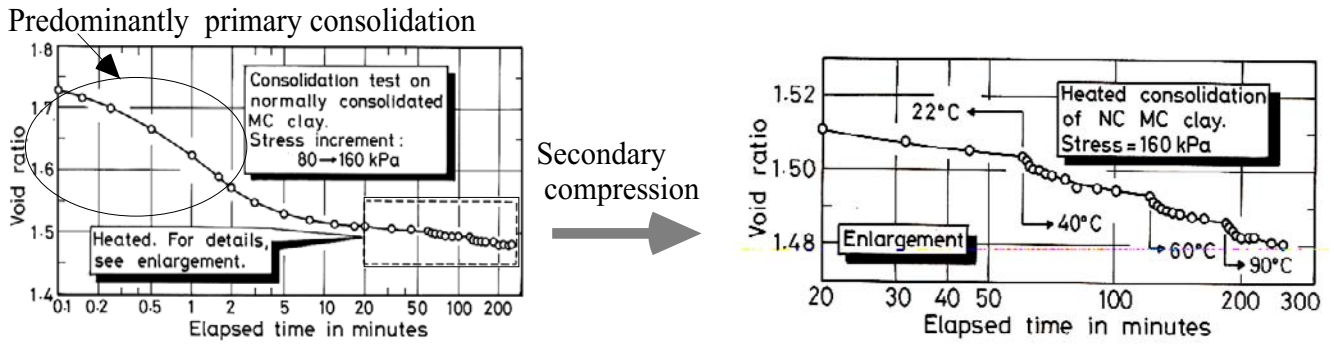 Predominantly primary consolidation
1.8
1.7
1.6
1.5
1.4
Void ratio
Consolidation test on
normally consolidated
MC clay.
Stress increment:
80→160 kPa
Heated. For details,
see enlargement.
0.1 0.2 0.5 1 2 5 10 20 50 100 200
Elapsed time in minutes
Secondary
compression
1.52
1.50
1.48
Void ratio
22°C
Heated consolidation
of NC MC clay.
Stress = 160 kPa
40°C
Enlargement
60°C
90°C
20 30 40 50 100 200 300
Elapsed time in minutes